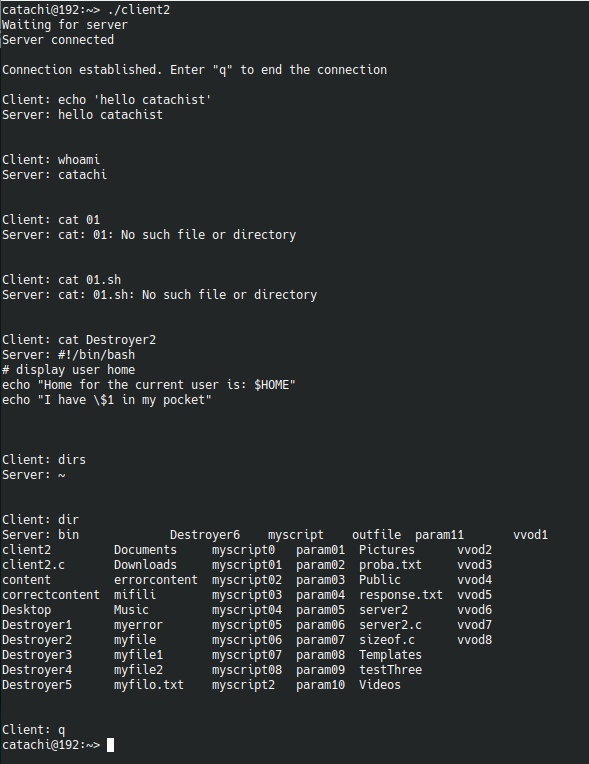 catachi@192:~> ./client2
Waiting for server
Server connected
Connection established. Enter "q" to end the connection
Client: echo 'hello catachist'
Server: hello catachist
Client: whoami
Server: catachi
Client: cat 01
Server: cat: 01: No such file or directory
Client: cat 01.sh
Server: cat: 01.sh: No such file or directory
Client: cat Destroyer2
Server: #!/bin/bash
# display user home
echo "Home for the current user is: $HOME"
echo "I have \$1 in my pocket"
Client: dirs
Server: ~
Client: dir
Server: bin             Destroyer6    myscript    outfile  param11       vvod1
client2         Documents     myscript0   param01  Pictures      vvod2
client2.c       Downloads     myscript01  param02  proba.txt     vvod3
content         errorcontent  myscript02  param03  Public        vvod4
correctcontent  mifili        myscript03  param04  response.txt  vvod5
Desktop         Music         myscript04  param05  server2       vvod6
Destroyer1      myerror       myscript05  param06  server2.c     vvod7
Destroyer2      myfile        myscript06  param07  sizeof.c      vvod8
Destroyer3      myfile1       myscript07  param08  Templates
Destroyer4      myfile2       myscript08  param09  testThree
Destroyer5      myfilo.txt    myscript2   param10  Videos
Client: q
catachi@192:~>